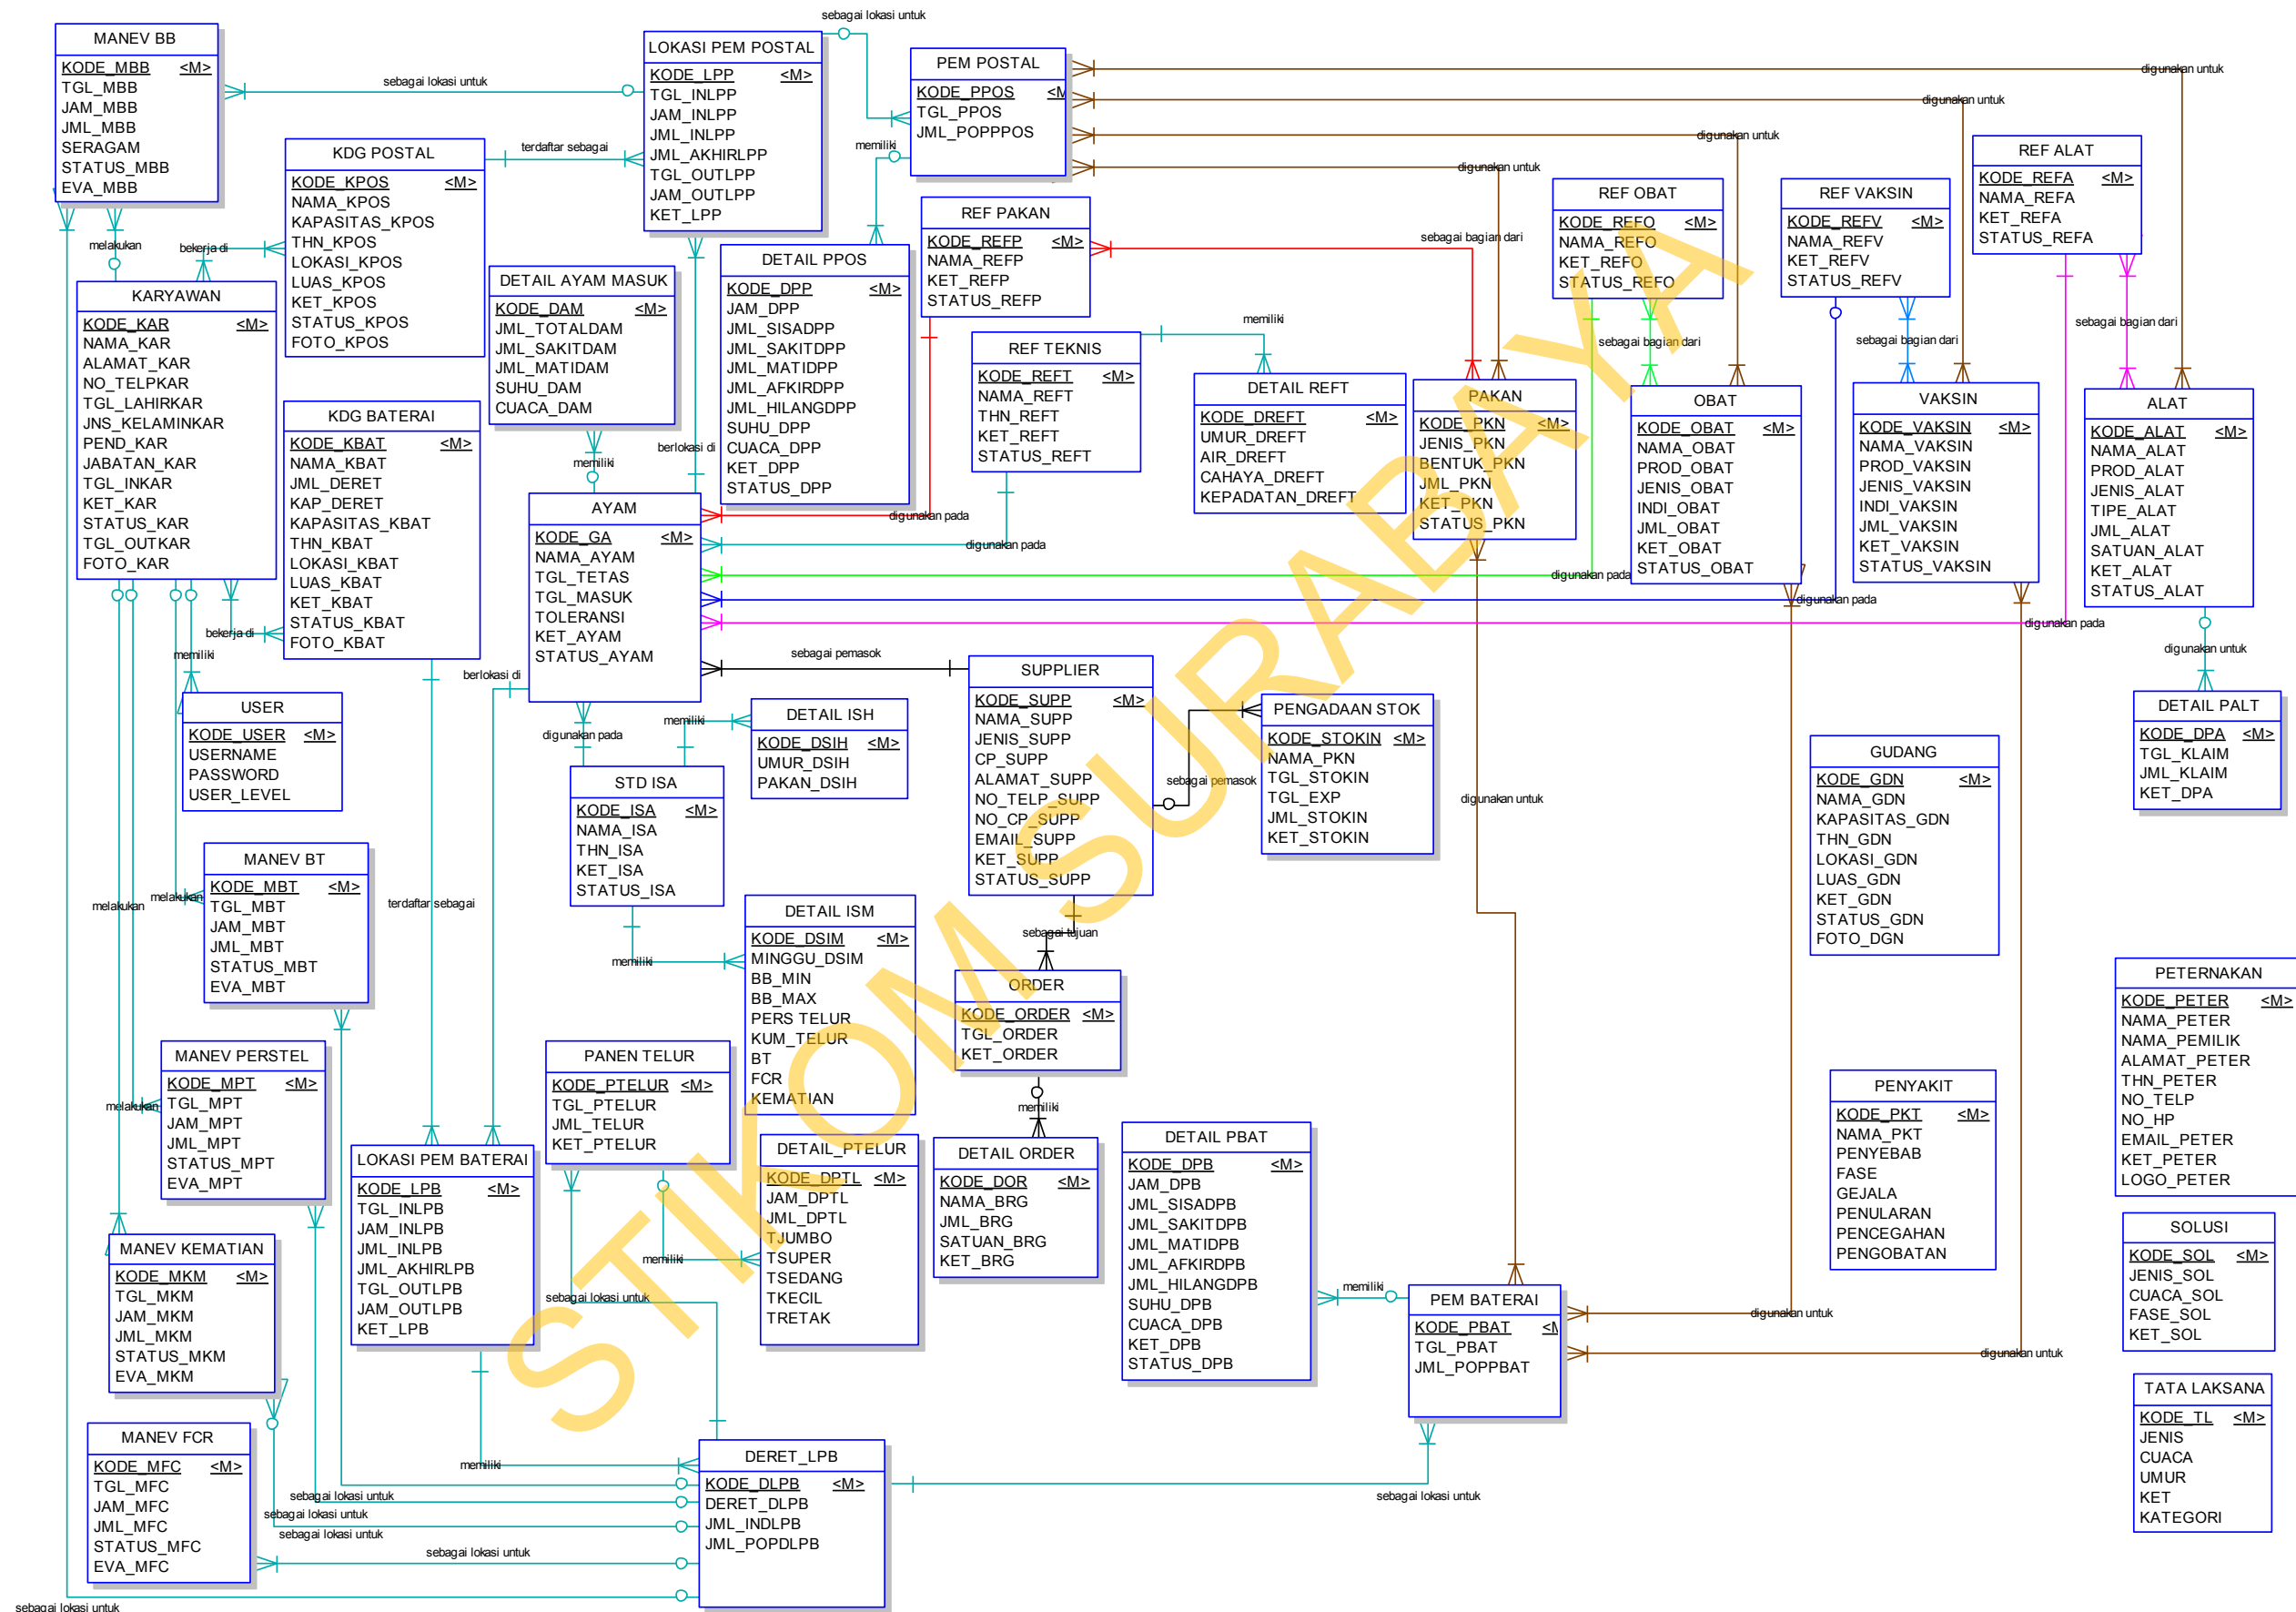 MANEV BB
KODE_MBB <M>
TGL_MBB
JAM_MBB
JML_MBB
SERAGAM
STATUS_MBB
EVA_MBB
sebagai lokasi untuk
LOKASI PEM POSTAL
KODE_LPP <M>
TGL_INLPP
JAM_INLPP
JML_INLPP
JML_AKHIRLPP
TGL_OUTLPP
JAM_OUTLPP
KET_LPP
sebagai lokasi untuk
PEM POSTAL
KODE_PPOS <M
TGL_PPOS
JML_POPPPOS
memiliki
digunakan untuk
digunakan untuk
digunakan untuk
digunakan untuk
KDG POSTAL
KODE_KPOS <M>
NAMA_KPOS
KAPASITAS_KPOS
THN_KPOS
LOKASI_KPOS
LUAS_KPOS
KET_KPOS
STATUS_KPOS
FOTO_KPOS
terdaftar sebagai
melakukan
bekerja di
KARYAWAN
KODE_KAR <M>
NAMA_KAR
ALAMAT_KAR
NO_TELPKAR
TGL_LAHIRKAR
JNS_KELAMINKAR
PEND_KAR
JABATAN_KAR
TGL_INKAR
KET_KAR
STATUS_KAR
TGL_OUTKAR
FOTO_KAR
DETAIL AYAM MASUK
KODE_DAM <M>
JML_TOTALDAM
JML_SAKITDAM
JML_MATIDAM
SUHU_DAM
CUACA_DAM
memiliki
berlokasi di
DETAIL PPOS
KODE_DPP <M>
JAM_DPP
JML_SISADPP
JML_SAKITDPP
JML_MATIDPP
JML_AFKIRDPP
JML_HILANGDPP
SUHU_DPP
CUACA_DPP
KET_DPP
STATUS_DPP
REF PAKAN
KODE_REFP <M>
NAMA_REFP
KET_REFP
STATUS_REFP
sebagai bagian dari
REF TEKNIS
KODE_REFT <M>
NAMA_REFT
THN_REFT
KET_REFT
STATUS_REFT
memiliki
DETAIL REFT
KODE_DREFT <M>
UMUR_DREFT
AIR_DREFT
CAHAYA_DREFT
KEPADATAN_DREFT
REF OBAT
KODE_REFO <M>
NAMA_REFO
KET_REFO
STATUS_REFO
sebagai bagian dari
REF VAKSIN
KODE_REFV <M>
NAMA_REFV
KET_REFV
STATUS_REFV
sebagai bagian dari
REF ALAT
KODE_REFA <M>
NAMA_REFA
KET_REFA
STATUS_REFA
sebagai bagian dari
PAKAN
KODE_PKN <M>
JENIS_PKN
BENTUK_PKN
JML_PKN
KET_PKN
STATUS_PKN
OBAT
KODE_OBAT <M>
NAMA_OBAT
PROD_OBAT
JENIS_OBAT
INDI_OBAT
JML_OBAT
KET_OBAT
STATUS_OBAT
VAKSIN
KODE_VAKSIN <M>
NAMA_VAKSIN
PROD_VAKSIN
JENIS_VAKSIN
INDI_VAKSIN
JML_VAKSIN
KET_VAKSIN
STATUS_VAKSIN
ALAT
KODE_ALAT <M>
NAMA_ALAT
PROD_ALAT
JENIS_ALAT
TIPE_ALAT
JML_ALAT
SATUAN_ALAT
KET_ALAT
STATUS_ALAT
KDG BATERAI
KODE_KBAT <M>
NAMA_KBAT
JML_DERET
KAP_DERET
KAPASITAS_KBAT
THN_KBAT
LOKASI_KBAT
LUAS_KBAT
KET_KBAT
STATUS_KBAT
FOTO_KBAT
bekerja di
memiliki
AYAM
KODE_GA <M>
NAMA_AYAM
TGL_TETAS
TGL_MASUK
TOLERANSI
KET_AYAM
STATUS_AYAM
digunakan pada
digunakan pada
digunakan pada
digunakan pada
digunakan pada
sebagai pemasok
berlokasi di
digunakan pada
USER
KODE_USER <M>
USERNAME
PASSWORD
USER_LEVEL
STD ISA
KODE_ISA <M>
NAMA_ISA
THN_ISA
KET_ISA
STATUS_ISA
memiliki
DETAIL ISH
KODE_DSIH <M>
UMUR_DSIH
PAKAN_DSIH
SUPPLIER
KODE_SUPP <M>
NAMA_SUPP
JENIS_SUPP
CP_SUPP
ALAMAT_SUPP
NO_TELP_SUPP
NO_CP_SUPP
EMAIL_SUPP
KET_SUPP
STATUS_SUPP
sebagai pemasok
PENGADAAN STOK
KODE_STOKIN <M>
NAMA_PKN
TGL_STOKIN
TGL_EXP
JML_STOKIN
KET_STOKIN
digunakan untuk
digunakan untuk
DETAIL PALT
KODE_DPA <M>
TGL_KLAIM
JML_KLAIM
KET_DPA
GUDANG
KODE_GDN <M>
NAMA_GDN
KAPASITAS_GDN
THN_GDN
LOKASI_GDN
LUAS_GDN
KET_GDN
STATUS_GDN
FOTO_DGN
MANEV BT
KODE_MBT <M>
TGL_MBT
JAM_MBT
JML_MBT
STATUS_MBT
EVA_MBT
melakukan
melakukan
terdaftar sebagai
memiliki
DETAIL ISM
KODE_DSIM <M>
MINGGU_DSIM
BB_MIN
BB_MAX
PERS TELUR
KUM_TELUR
BT
FCR
KEMATIAN
sebagai tujuan
ORDER
KODE_ORDER <M>
TGL_ORDER
KET_ORDER
memiliki
DETAIL ORDER
KODE_DOR <M>
NAMA_BRG
JML_BRG
SATUAN_BRG
KET_BRG
MANEV PERSTEL
KODE_MPT <M>
TGL_MPT
JAM_MPT
JML_MPT
STATUS_MPT
EVA_MPT
melakukan
PANEN TELUR
KODE_PTELUR <M>
TGL_PTELUR
JML_TELUR
KET_PTELUR
memiliki
sebagai lokasi untuk
DETAIL_PTELUR
KODE_DPTL <M>
JAM_DPTL
JML_DPTL
TJUMBO
TSUPER
TSEDANG
TKECIL
TRETAK
LOKASI PEM BATERAI
KODE_LPB <M>
TGL_INLPB
JAM_INLPB
JML_INLPB
JML_AKHIRLPB
TGL_OUTLPB
JAM_OUTLPB
KET_LPB
memiliki
DETAIL PBAT
KODE_DPB <M>
JAM_DPB
JML_SISADPB
JML_SAKITDPB
JML_MATIDPB
JML_AFKIRDPB
JML_HILANGDPB
SUHU_DPB
CUACA_DPB
KET_DPB
STATUS_DPB
memiliki
PEM BATERAI
KODE_PBAT <M
TGL_PBAT
JML_POPPBAT
digunakan untuk
digunakan untuk
PENYAKIT
KODE_PKT <M>
NAMA_PKT
PENYEBAB
FASE
GEJALA
PENULARAN
PENCEGAHAN
PENGOBATAN
PETERNAKAN
KODE_PETER <M>
NAMA_PETER
NAMA_PEMILIK
ALAMAT_PETER
THN_PETER
NO_TELP
NO_HP
EMAIL_PETER
KET_PETER
LOGO_PETER
SOLUSI
KODE_SOL <M>
JENIS_SOL
CUACA_SOL
FASE_SOL
KET_SOL
TATA LAKSANA
KODE_TL <M>
JENIS
CUACA
UMUR
KET
KATEGORI
MANEV KEMATIAN
KODE_MKM <M>
TGL_MKM
JAM_MKM
JML_MKM
STATUS_MKM
EVA_MKM
MANEV FCR
KODE_MFC <M>
TGL_MFC
JAM_MFC
JML_MFC
STATUS_MFC
EVA_MFC
DERET_LPB
KODE_DLPB <M>
DERET_DLPB
JML_INDLPB
JML_POPDLPB
sebagai lokasi untuk
sebagai lokasi untuk
sebagai lokasi untuk
sebagai lokasi untuk
sebagai lokasi untuk
sebagai lokasi untuk
STIKOM SURABAYA